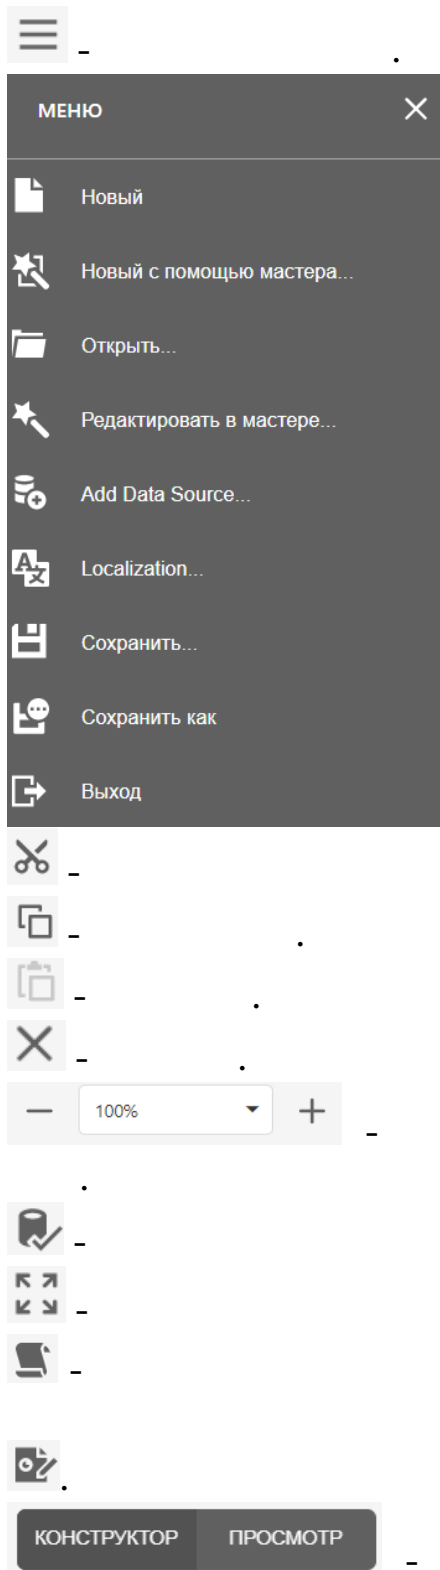 -
.
МЕНЮ
Новый
Новый с помощью мастера...
Открыть...
Редактировать в мастере...
Add Data Source...
Localization...
Сохранить...
Сохранить как
Выход
-
- .
- .
- .
100% -
.
-
-
-
.
КОНСТРУКТОР ПРОСМОТР -